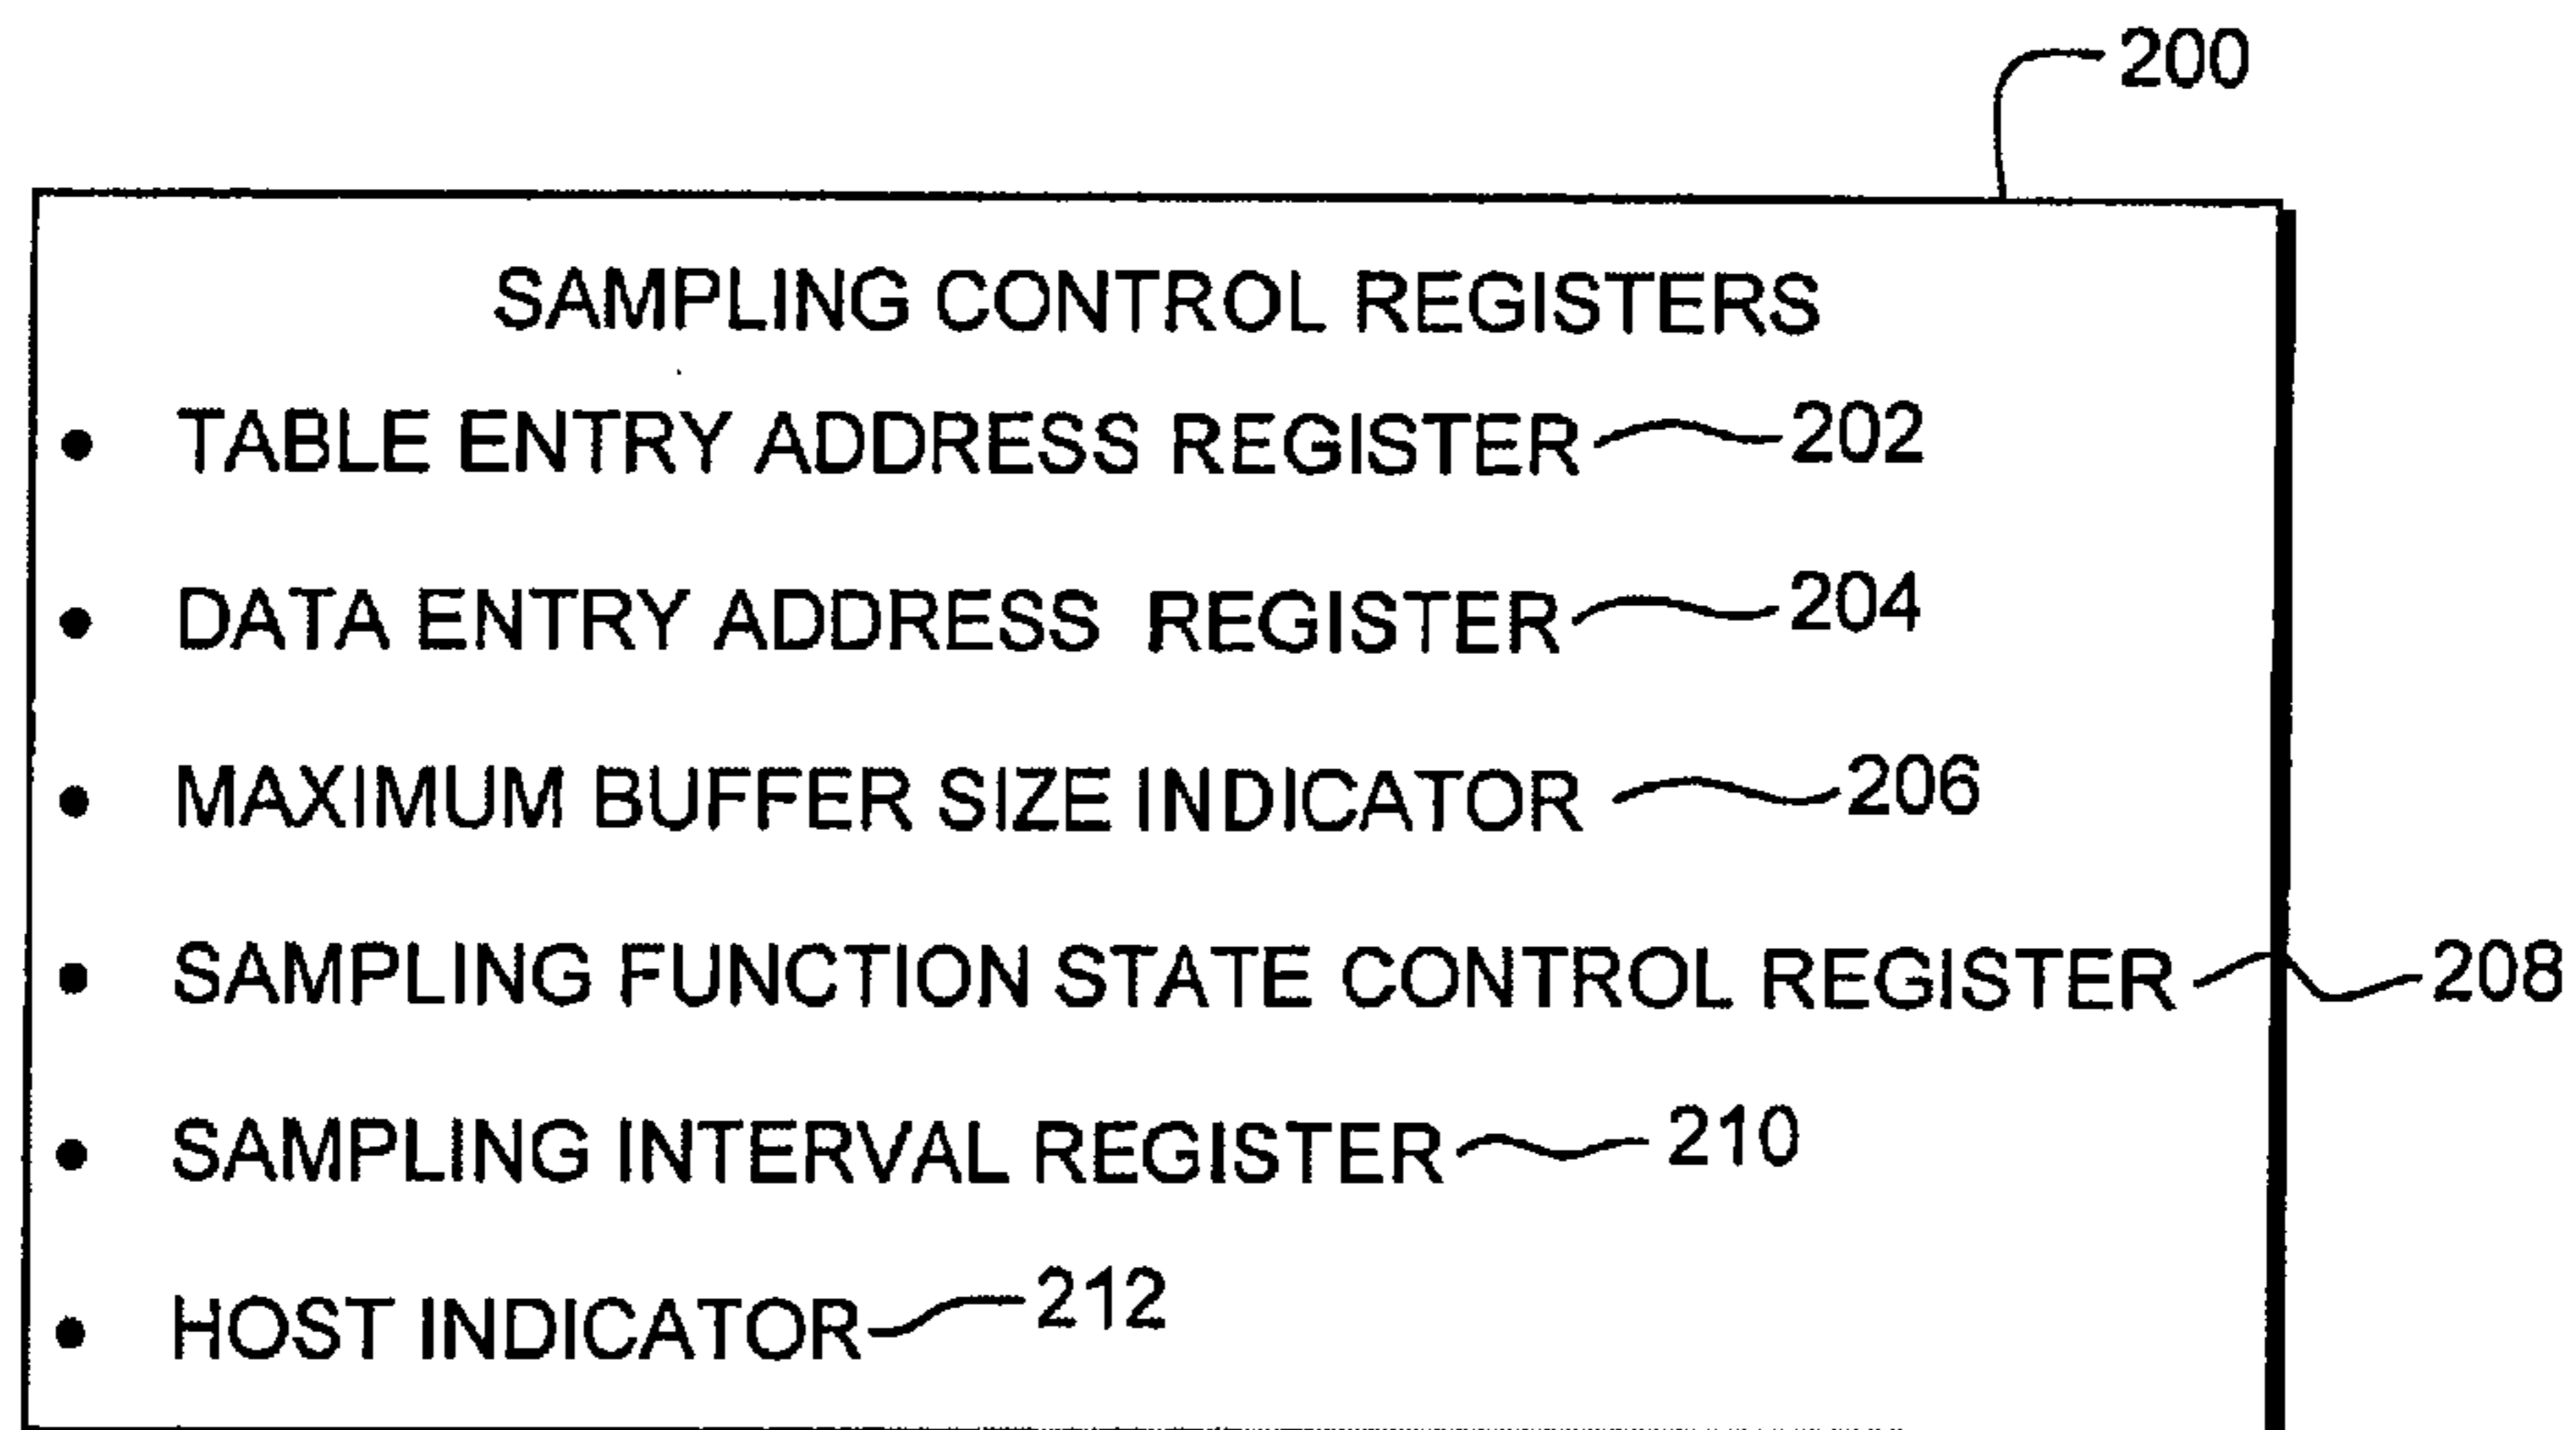 200
SAMPLING CONTROL REGISTERS
• TABLE ENTRY ADDRESS REGISTER 202
• DATA ENTRY ADDRESS REGISTER 204
• MAXIMUM BUFFER SIZE INDICATOR 206
• SAMPLING FUNCTION STATE CONTROL REGISTER 208
• SAMPLING INTERVAL REGISTER 210
• HOST INDICATOR 212